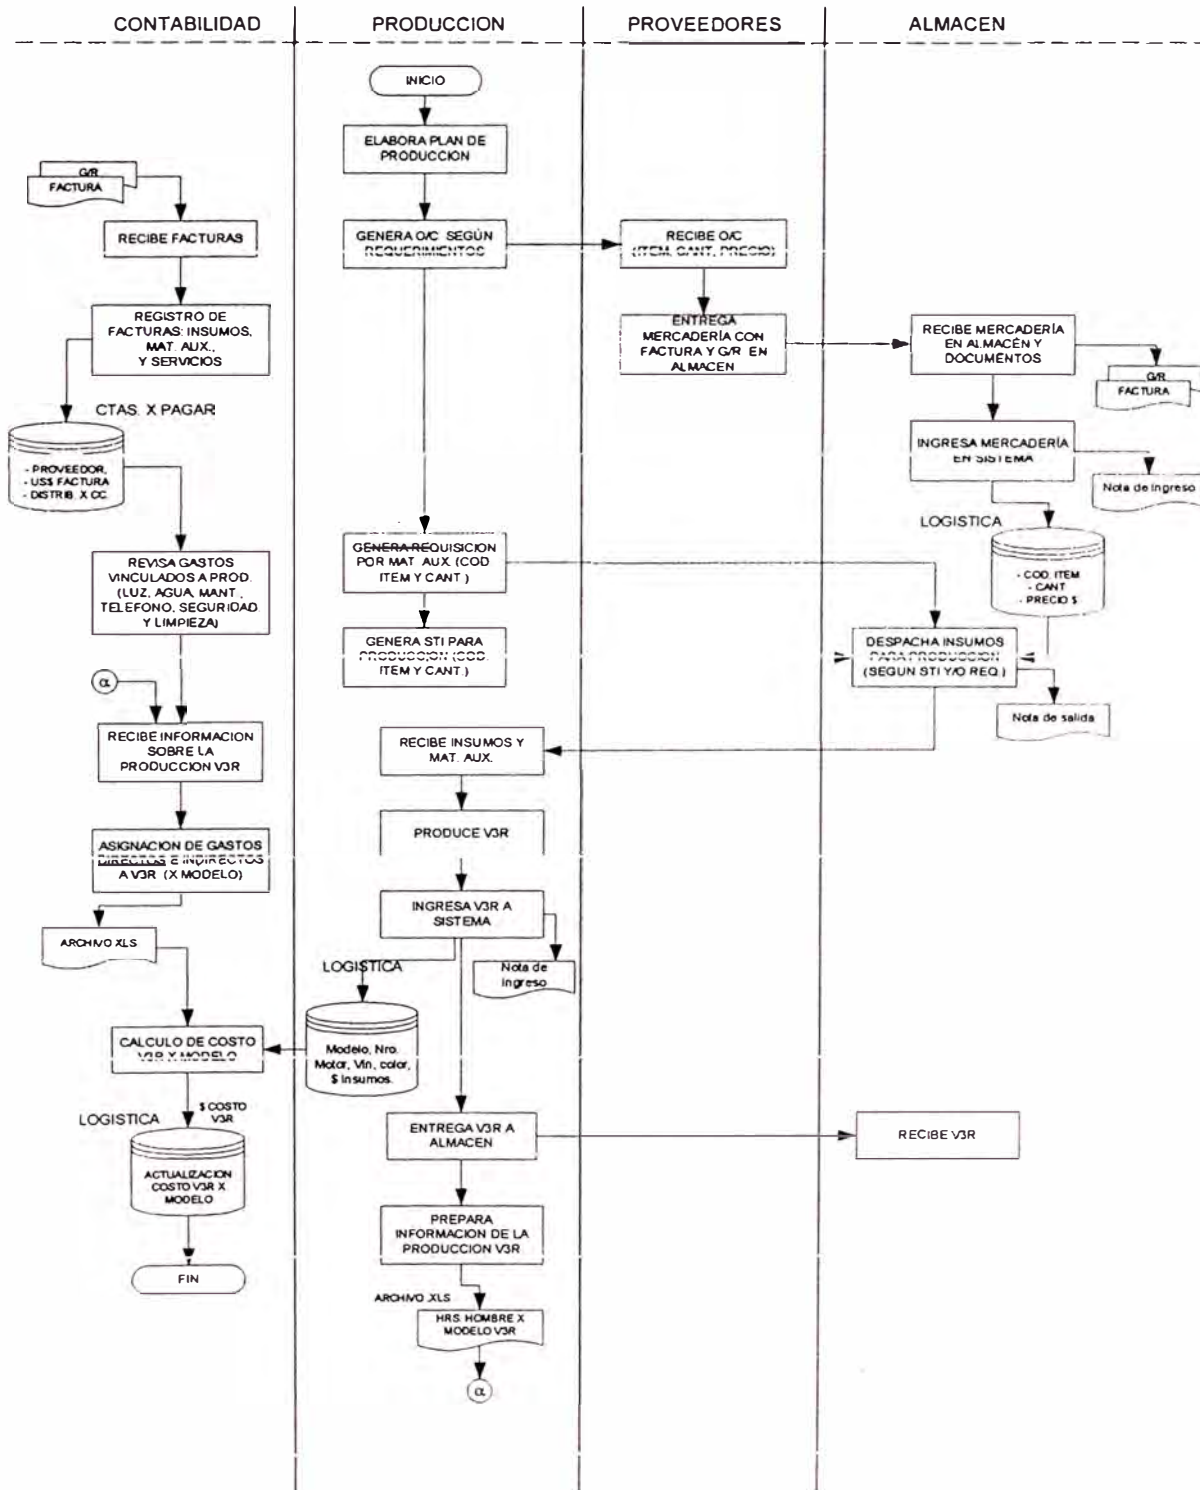 CONTABILIDAD
PRODUCCION
PROVEEDORES
ALMACEN
INICIO
ELABORA PLAN DE
PRODUCCION
G/R
FACTURA
RECIBE FACTURAS
GENERA O/C SEGÚN
REQUERIMIENTOS
RECIBE O/C
(ITEM, CANT, PRECIO)
REGISTRO DE
FACTURAS: INSUMOS,
MAT. AUX.,
Y SERVICIOS
ENTREGA
MERCADERÍA CON
FACTURA Y G/R EN
ALMACEN
RECIBE MERCADERÍA
EN ALMACÉN Y
DOCUMENTOS
G/R
FACTURA
CTAS. X PAGAR
- PROVEEDOR,
- US$ FACTURA
- DISTRIB. X CC.
INGRESA MERCADERÍA
EN SISTEMA
Nota de Ingreso
LOGISTICA
- COD. ITEM
- CANT
- PRECIO $
REVISA GASTOS
VINCULADOS A PROD.
(LUZ, AGUA, MANT.,
TELEFONO, SEGURIDAD
Y LIMPIEZA)
GENERA REQUISICION
POR MAT. AUX. (COD
ITEM Y CANT.)
GENERA STI PARA
PRODUCCION (COD.
ITEM Y CANT.)
DESPACHA INSUMOS
PARA PRODUCCION
(SEGUN STI Y/O REQ.)
Nota de salida
α
RECIBE INFORMACION
SOBRE LA
PRODUCCION V3R
RECIBE INSUMOS Y
MAT. AUX.
PRODUCE V3R
ASIGNACION DE GASTOS
DIRECTOS E INDIRECTOS
A V3R (X MODELO)
INGRESA V3R A
SISTEMA
ARCHIVO XLS
Nota de
Ingreso
LOGISTICA
Modelo, Nro.
Motor, Vin, color,
$ Insumos.
CALCULO DE COSTO
V3R X MODELO
$ COSTO
V3R
LOGISTICA
ACTUALIZACION
COSTO V3R X
MODELO
FIN
ENTREGA V3R A
ALMACEN
RECIBE V3R
PREPARA
INFORMACION DE LA
PRODUCCION V3R
ARCHIVO .XLS
HRS. HOMBRE X
MODELO V3R
α